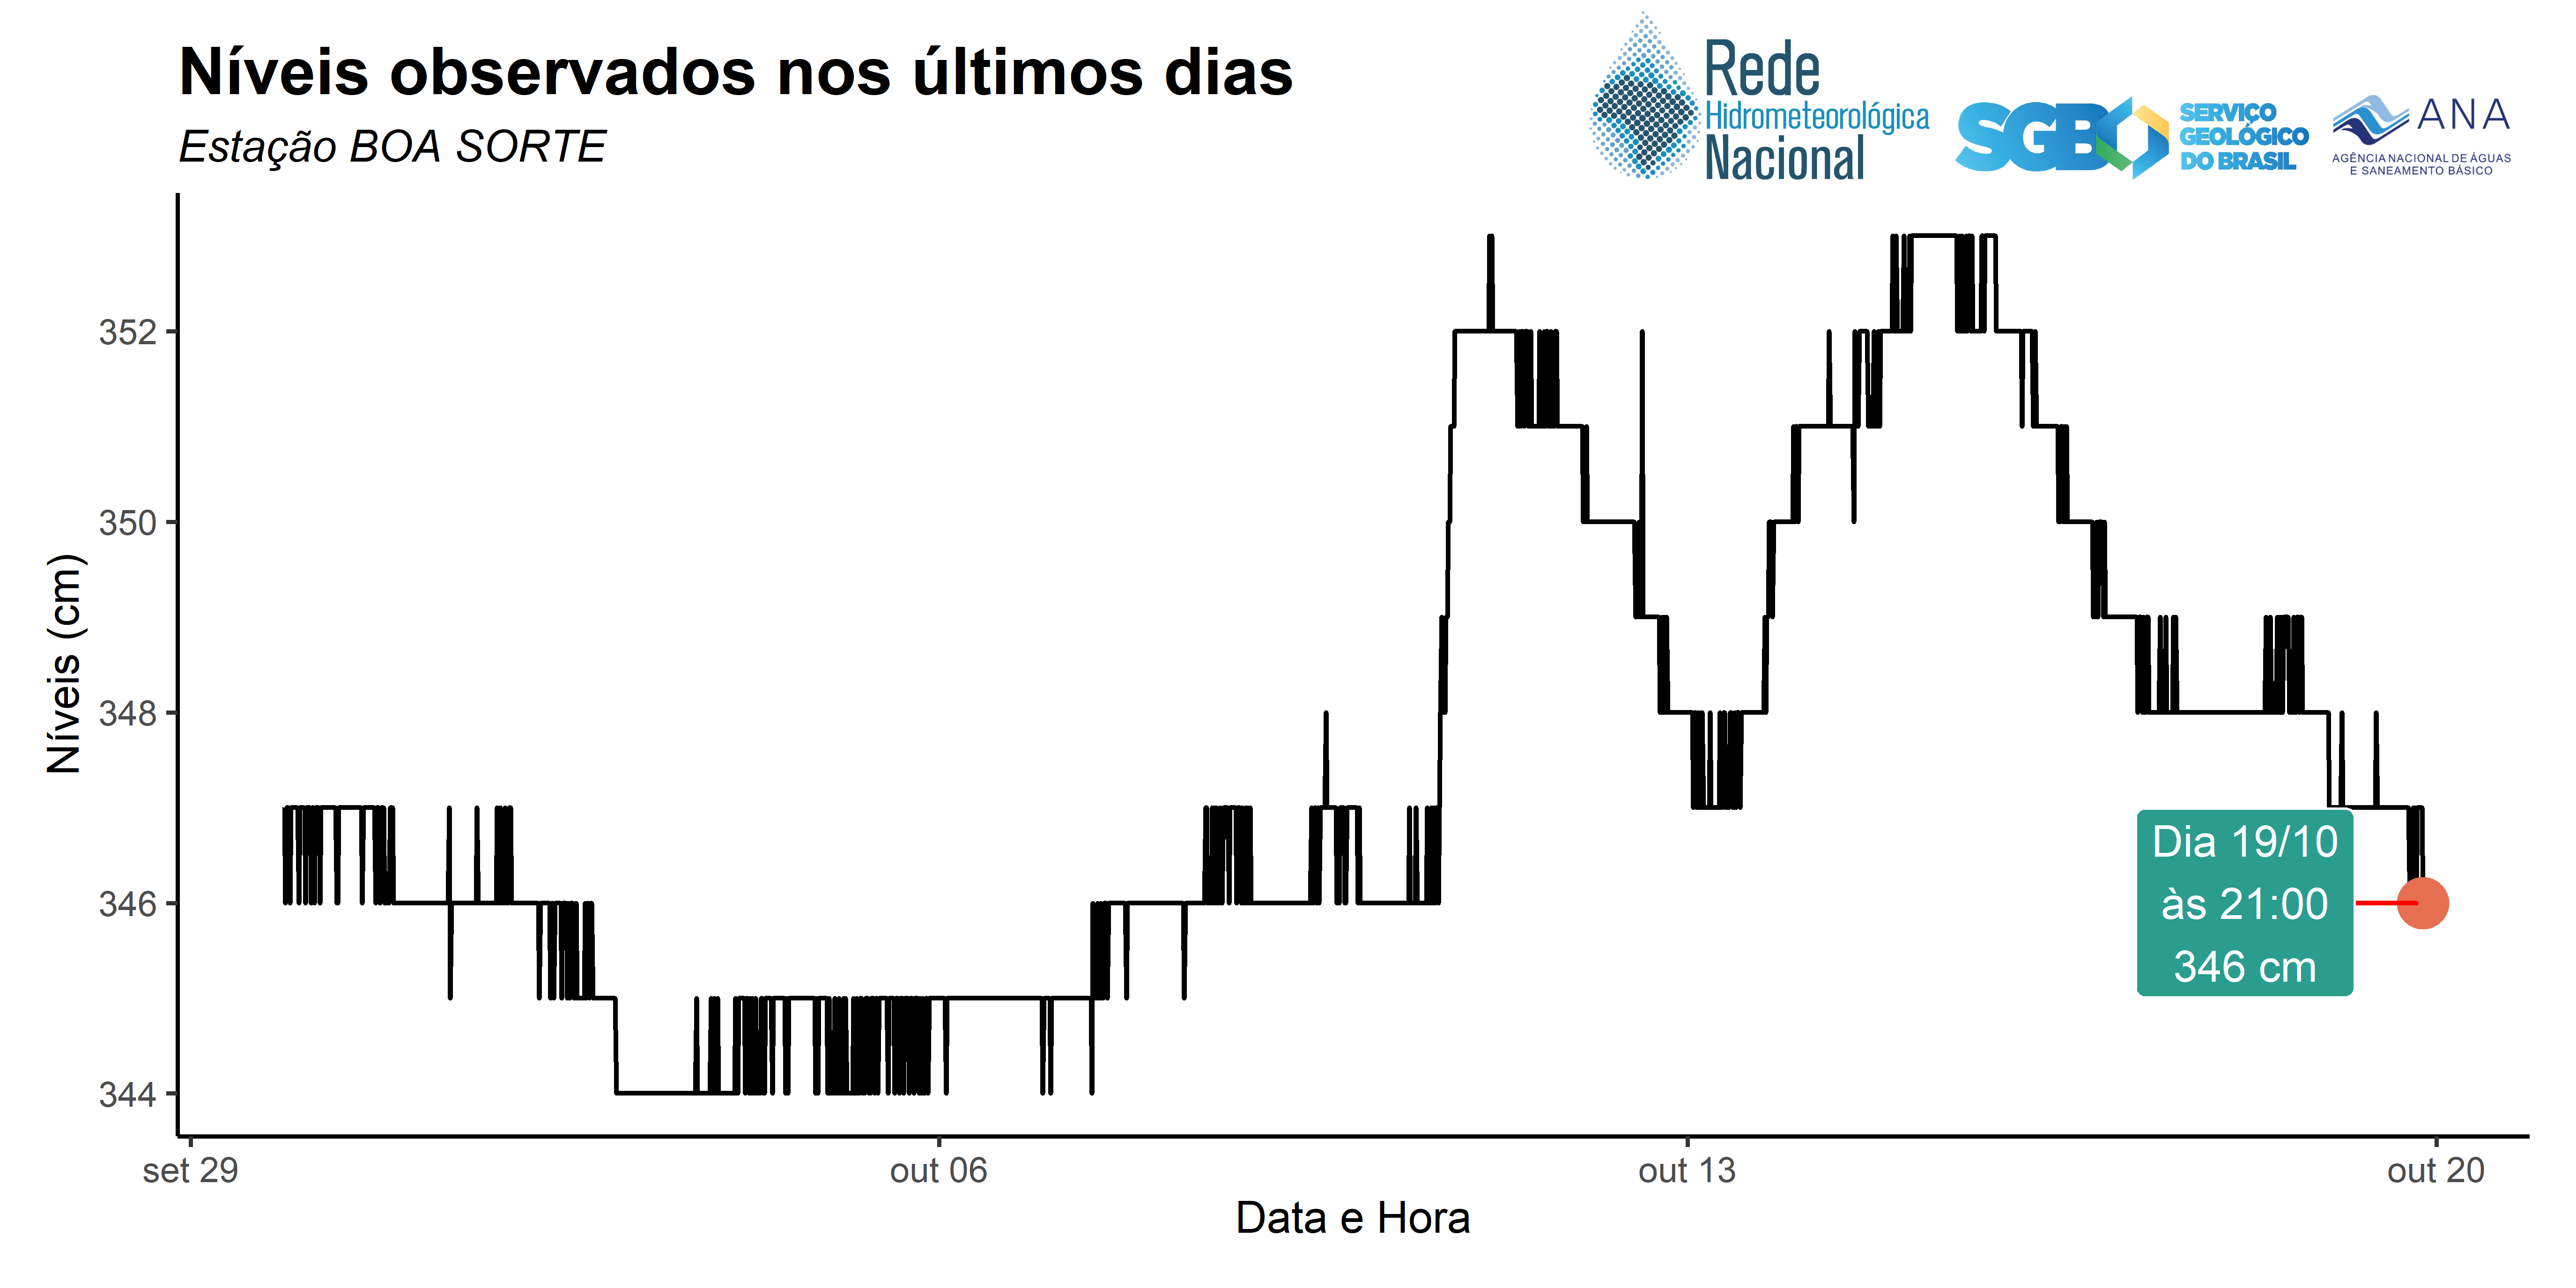 Níveis observados nos últimos dias
Estação BOA SORTE
Rede
Hidrometeorológica
Nacional
SGB
SERVIÇO
GEOLÓGICO
DO BRASIL
ANA
AGÊNCIA NACIONAL DE ÁGUAS
E SANEAMENTO BÁSICO
Níveis (cm)
352
350
348
346
344
Dia 19/10
às 21:00
346 cm
set 29
out 06
out 13
out 20
Data e Hora